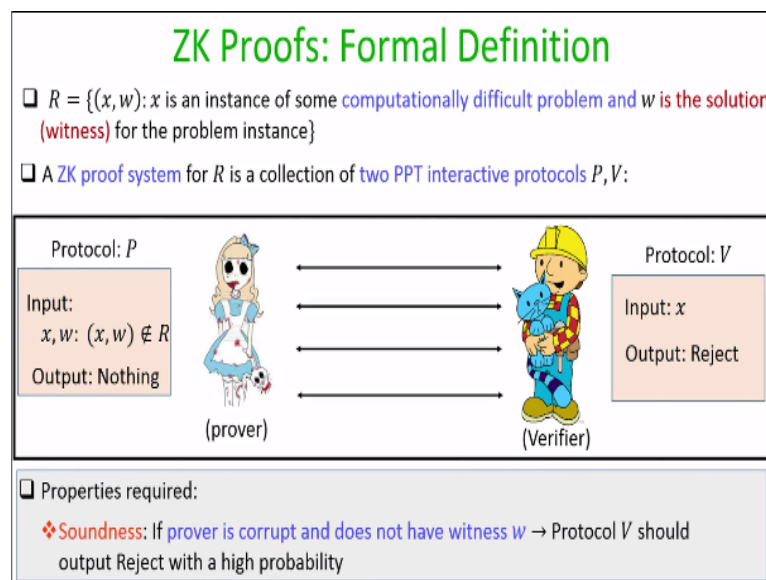 ZK Proofs: Formal Definition
❑ R = {(x, w): x is an instance of some computationally difficult problem and w is the solution
(witness) for the problem instance}
❑ A ZK proof system for R is a collection of two PPT interactive protocols P, V:
Protocol: P
Input:
x, w: (x, w) ∉ R
Output: Nothing
(prover)
(Verifier)
Protocol: V
Input: x
Output: Reject
❑ Properties required:
❖Soundness: If prover is corrupt and does not have witness w → Protocol V should
output Reject with a high probability